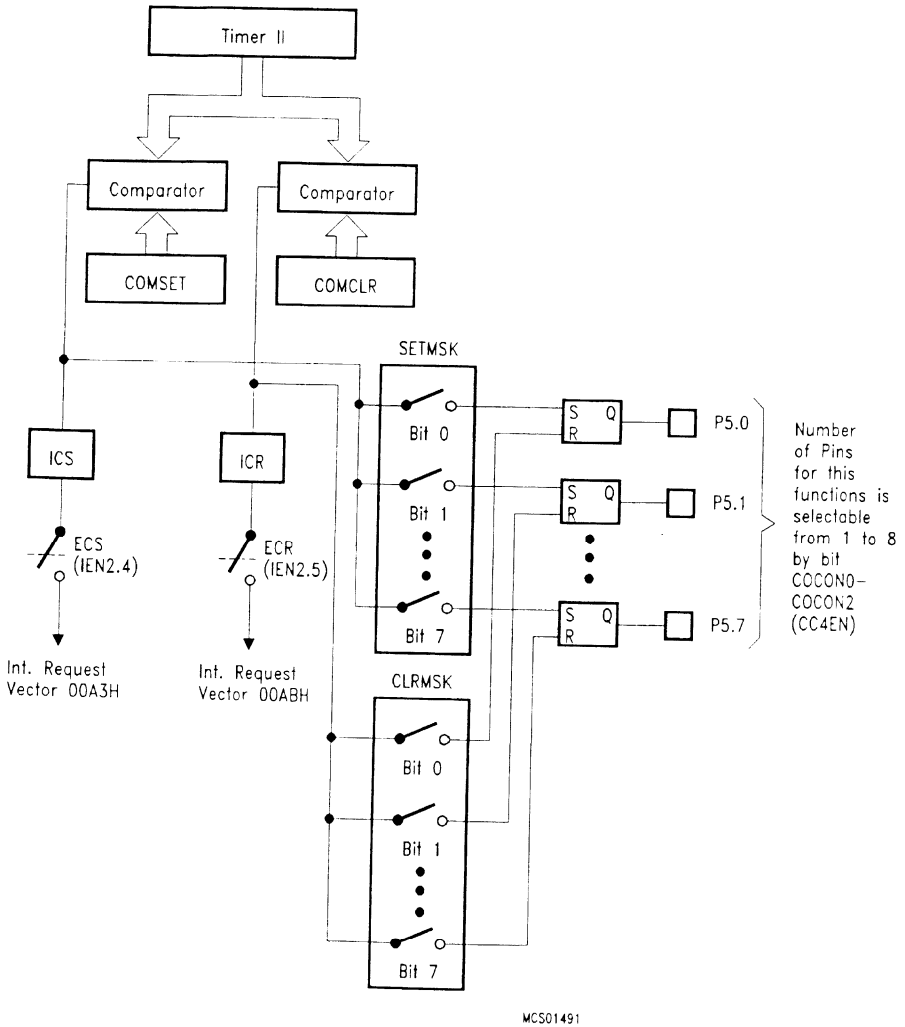 Timer II
Comparator
Comparator
COMSET
COMCLR
SETMSK
Bit 0
Bit 1
Bit 7
S Q
R
P5.0
S Q
R
P5.1
S Q
R
P5.7
Number
of Pins
for this
functions is
selectable
from 1 to 8
by bit
COCON0-
COCON2
(CC4EN)
ICS
ICR
ECS
(IEN2.4)
ECR
(IEN2.5)
Int. Request
Vector 00A3H
Int. Request
Vector 00ABH
CLRMSK
Bit 0
Bit 1
Bit 7
MCS01491